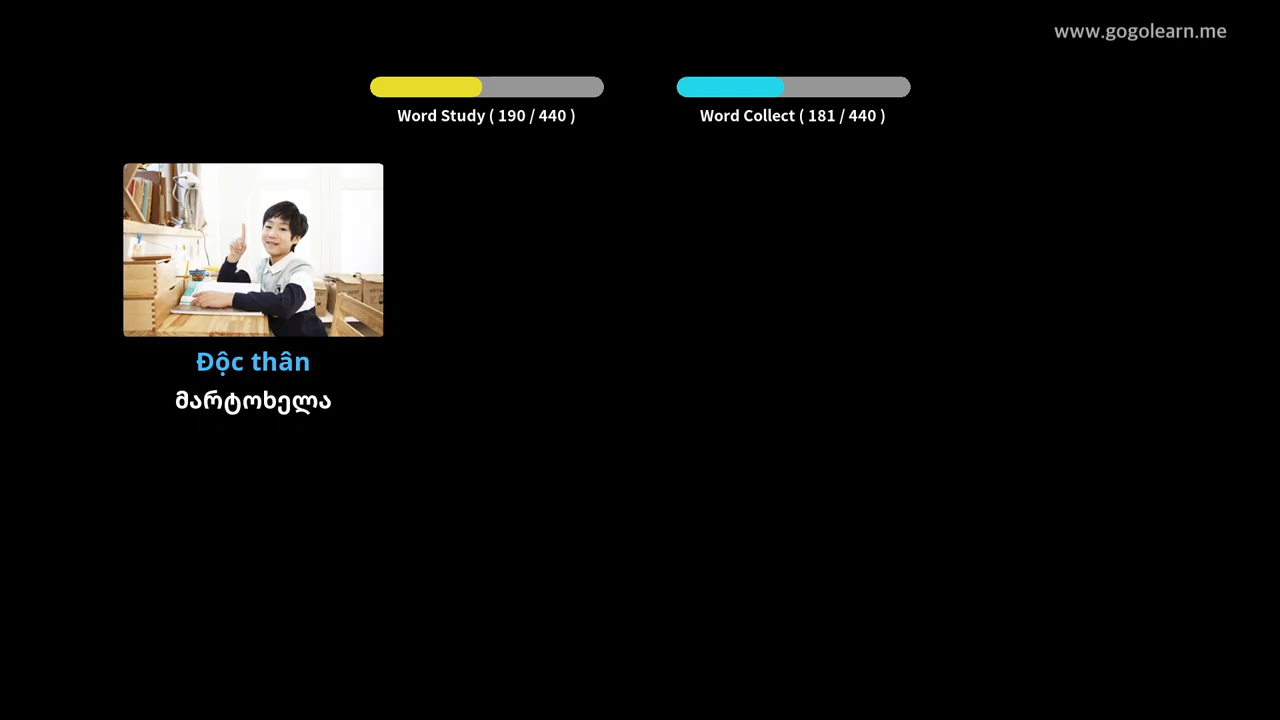 www.gogolearn.me
Word Study ( 190 / 440 )
Word Collect ( 181 / 440 )
Độc thân
მარტოხელა